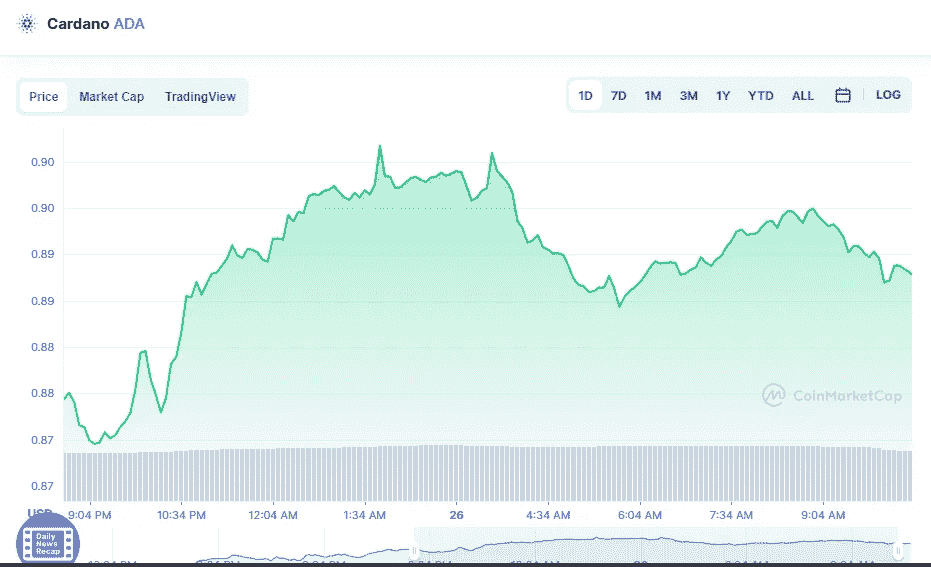 Cardano ADA
Price Market Cap TradingView
1D 7D 1M 3M 1Y YTD ALL LOG
0.90
0.90
0.89
0.89
0.88
0.88
0.87
0.87
CoinMarketCap
USD 9:04 PM 10:34 PM 12:04 AM 1:34 AM 26 4:34 AM 6:04 AM 7:34 AM 9:04 AM
Daily
News
Recap